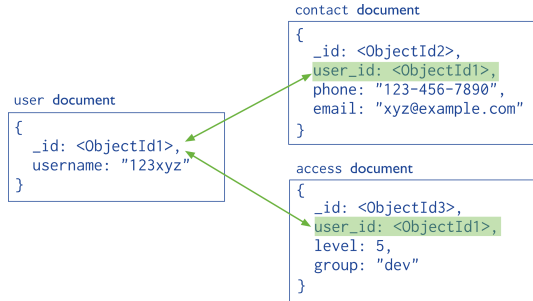 user document
{
  _id: <ObjectId1>,
  username: "123xyz"
}
contact document
{
  _id: <ObjectId2>,
  user_id: <ObjectId1>,
  phone: "123-456-7890",
  email: "xyz@example.com"
}
access document
{
  _id: <ObjectId3>,
  user_id: <ObjectId1>,
  level: 5,
  group: "dev"
}